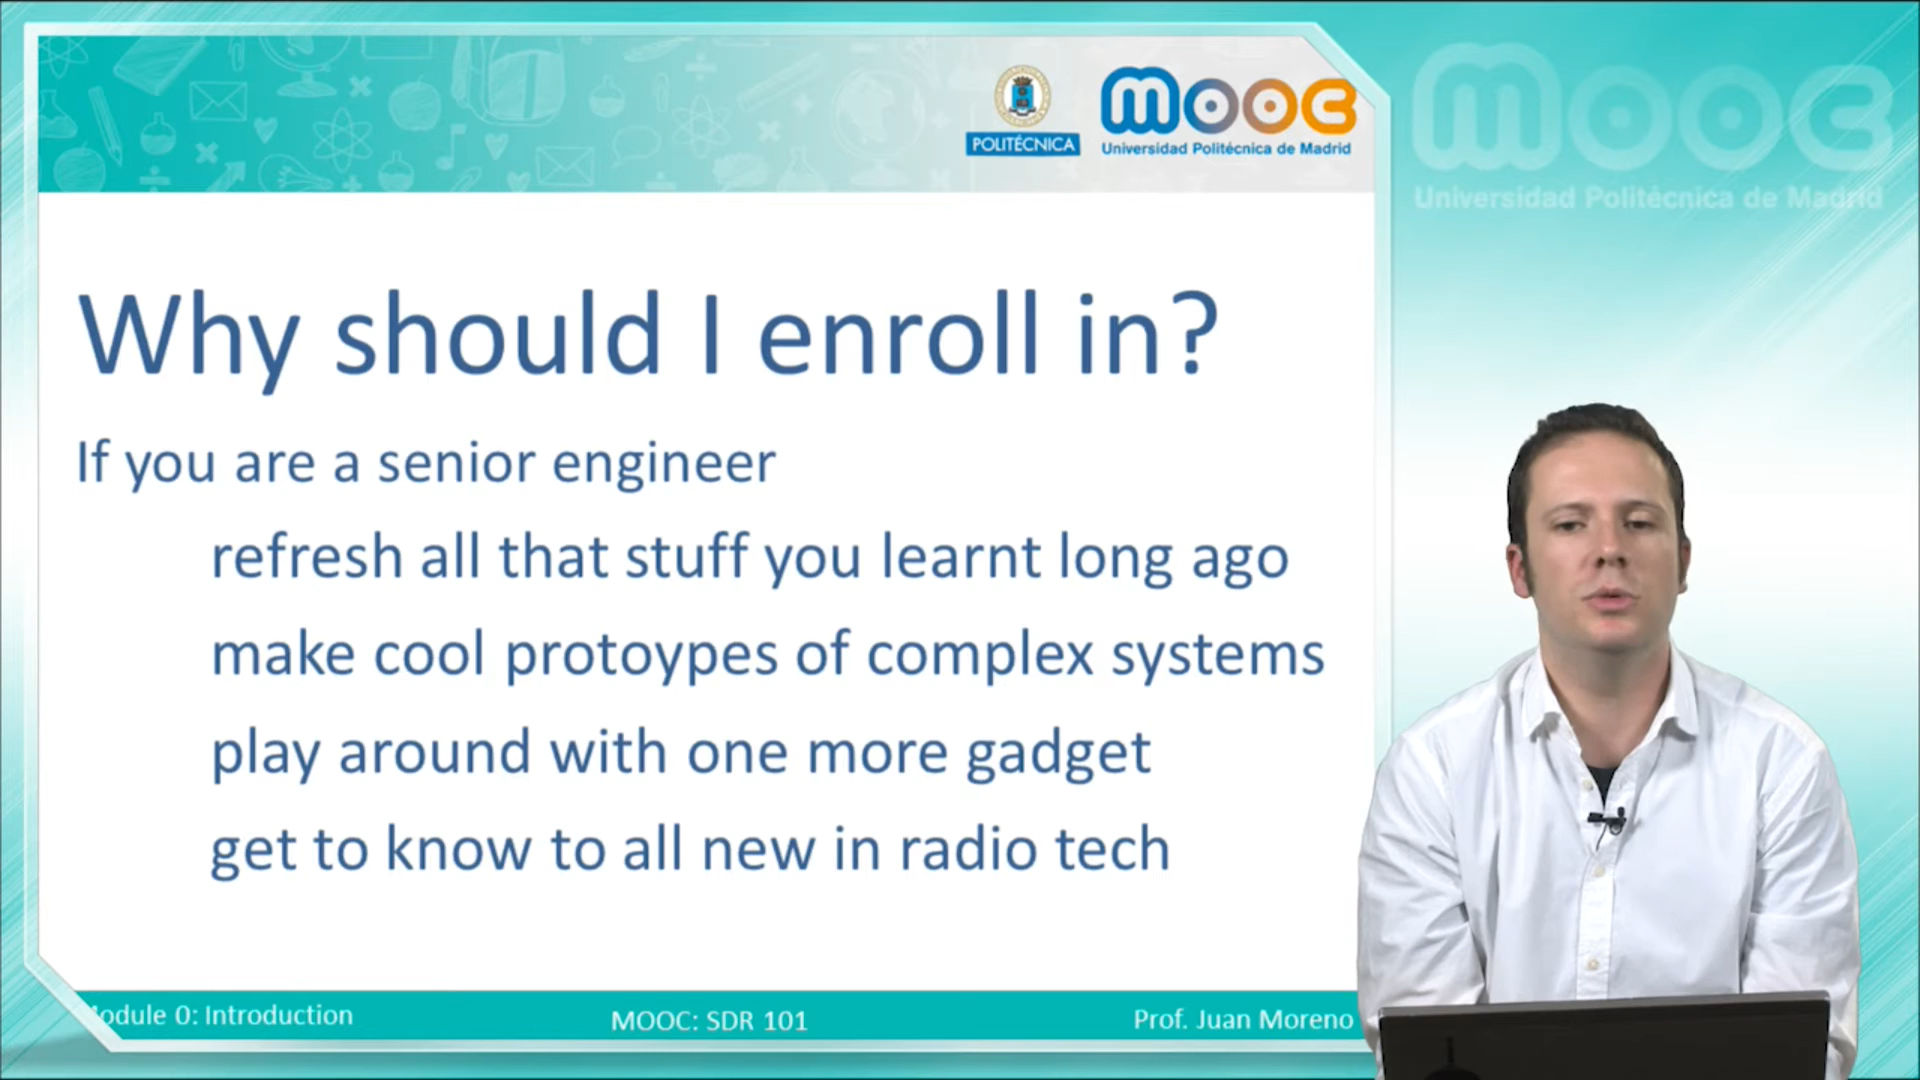 POLITÉCNICA
mooc
Universidad Politécnica de Madrid
mooc
Universidad Politécnica de Madrid
Why should I enroll in?
If you are a senior engineer
refresh all that stuff you learnt long ago
make cool protoypes of complex systems
play around with one more gadget
get to know to all new in radio tech
Module 0: Introduction
MOOC: SDR 101
Prof. Juan Moreno